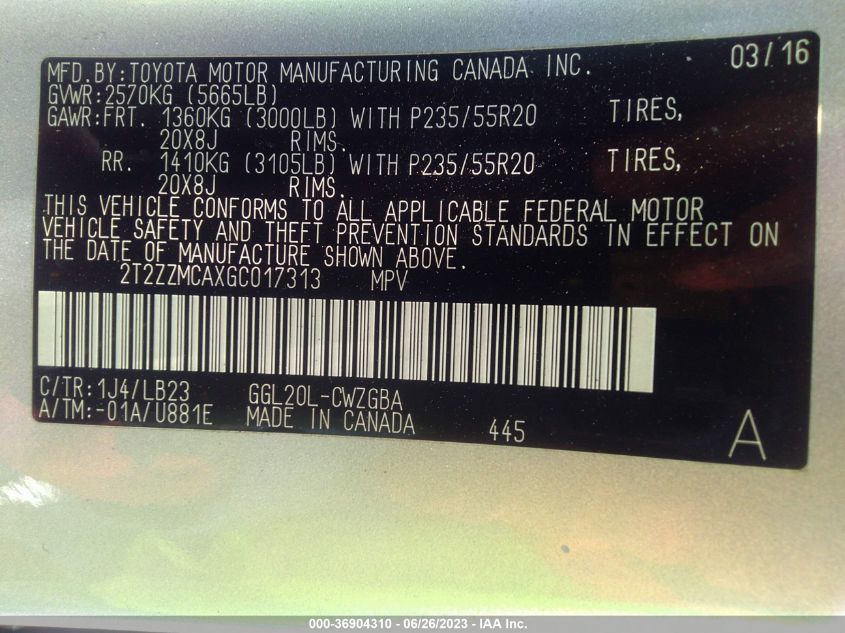 MFD.BY:TOYOTA MOTOR MANUFACTURING CANADA INC. 03/16
GVWR:2570KG (5665LB)
GAWR:FRT. 1360KG (3000LB) WITH P235/55R20 TIRES,
20X8J RIMS.
RR. 1410KG (3105LB) WITH P235/55R20 TIRES,
20X8J RIMS.
THIS VEHICLE CONFORMS TO ALL APPLICABLE FEDERAL MOTOR
VEHICLE SAFETY AND THEFT PREVENTION STANDARDS IN EFFECT ON
THE DATE OF MANUFACTURE SHOWN ABOVE.
2T2ZZMCAXGC017313 MPV
C/TR:1J4/LB23 GGL20L-CWZGBA
A/TM:-01A/U881E MADE IN CANADA 445 A
000-36904310 - 06/26/2023 - IAA Inc.